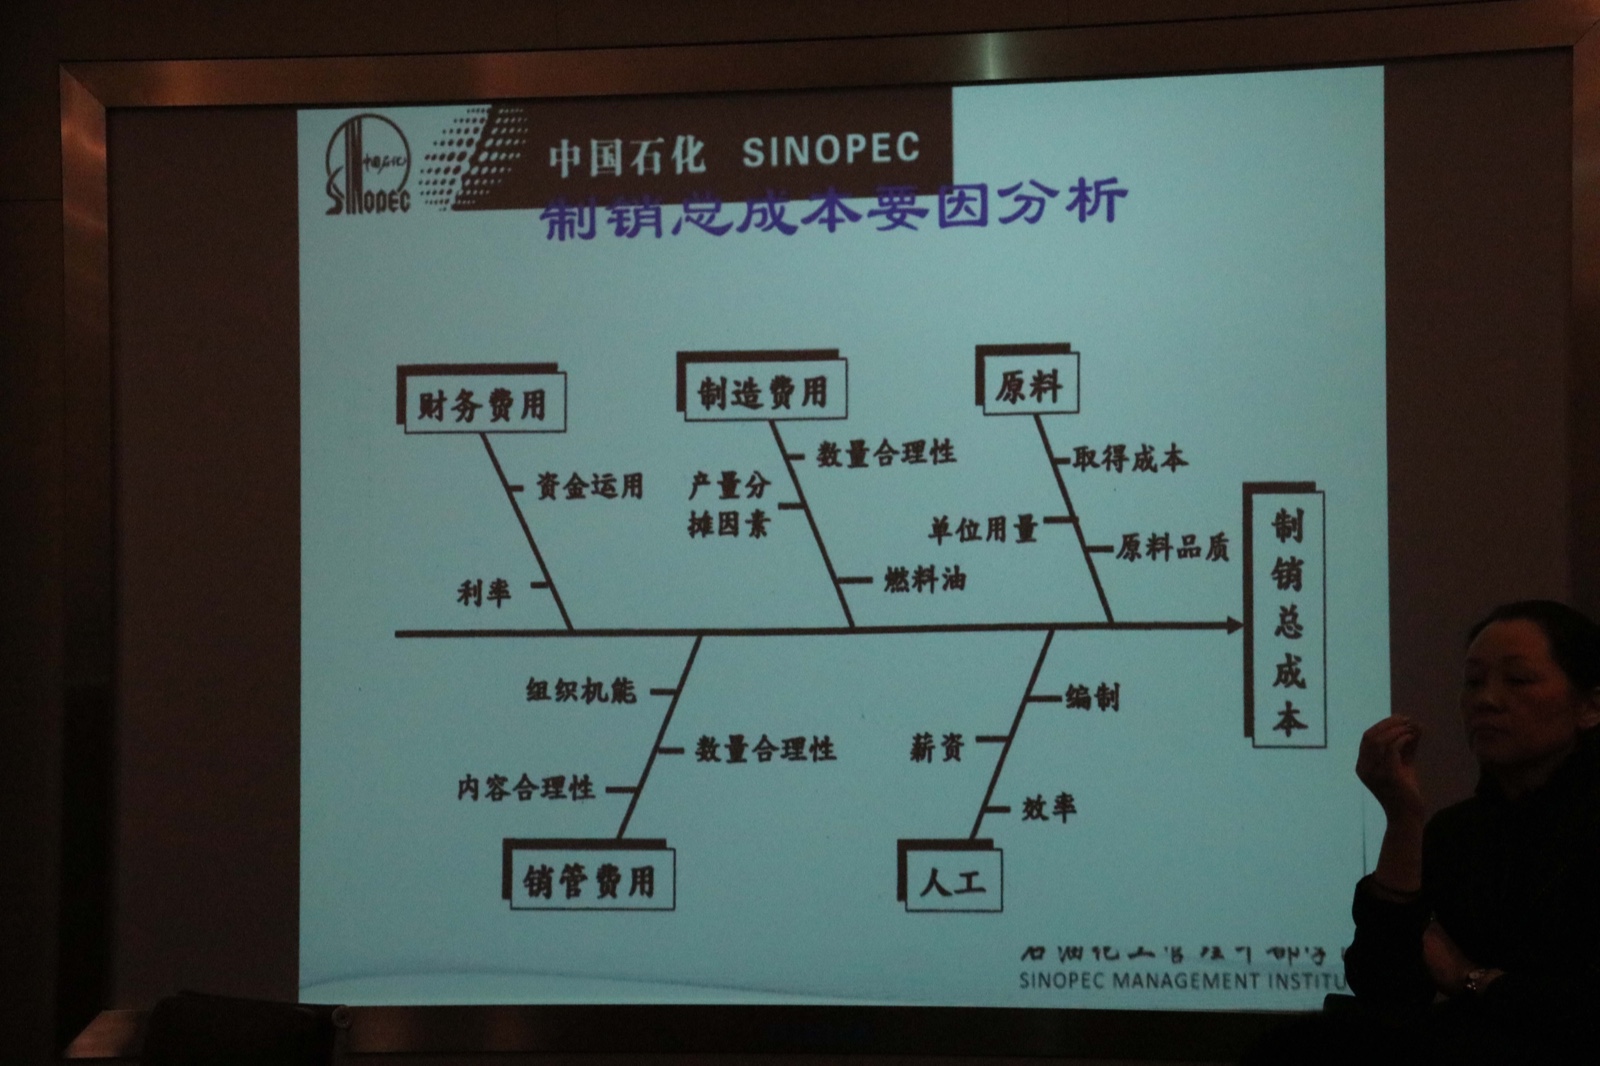 中国石化 SINOPEC
中国石化
SINOPEC
制销总成本要因分析
财务费用
制造费用
原料
资金运用
利率
数量合理性
产量分
摊因素
燃料油
取得成本
单位用量
原料品质
制销总成本
组织机能
数量合理性
内容合理性
编制
薪资
效率
销管费用
人工
SINOPEC MANAGEMENT